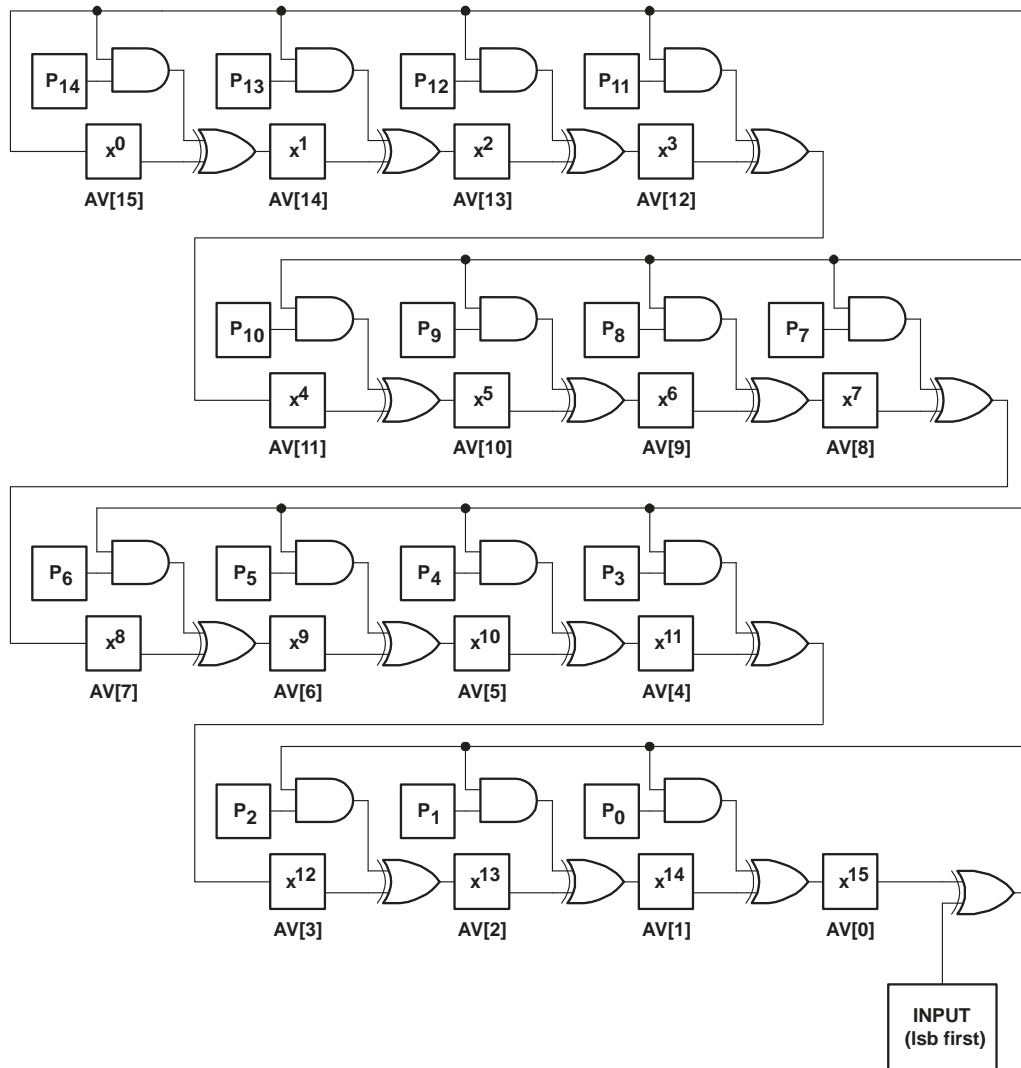 P14 P13 P12 P11
x0 x1 x2 x3
AV[15] AV[14] AV[13] AV[12]
P10 P9 P8 P7
x4 x5 x6 x7
AV[11] AV[10] AV[9] AV[8]
P6 P5 P4 P3
x8 x9 x10 x11
AV[7] AV[6] AV[5] AV[4]
P2 P1 P0
x12 x13 x14 x15
AV[3] AV[2] AV[1] AV[0]
INPUT
(lsb first)